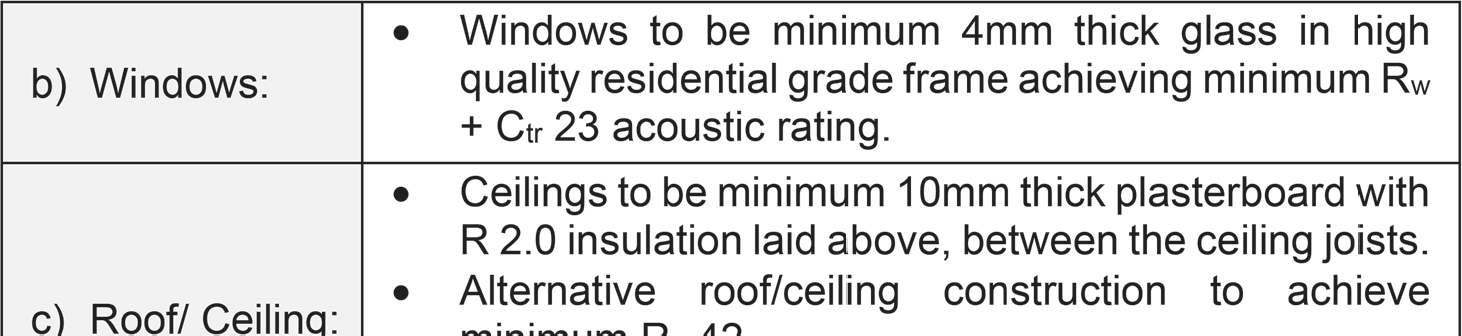 b) Windows:
• Windows to be minimum 4mm thick glass in high
quality residential grade frame achieving minimum Rw
+ Ctr 23 acoustic rating.
c) Roof/ Ceiling:
• Ceilings to be minimum 10mm thick plasterboard with
R 2.0 insulation laid above, between the ceiling joists.
• Alternative roof/ceiling construction to achieve